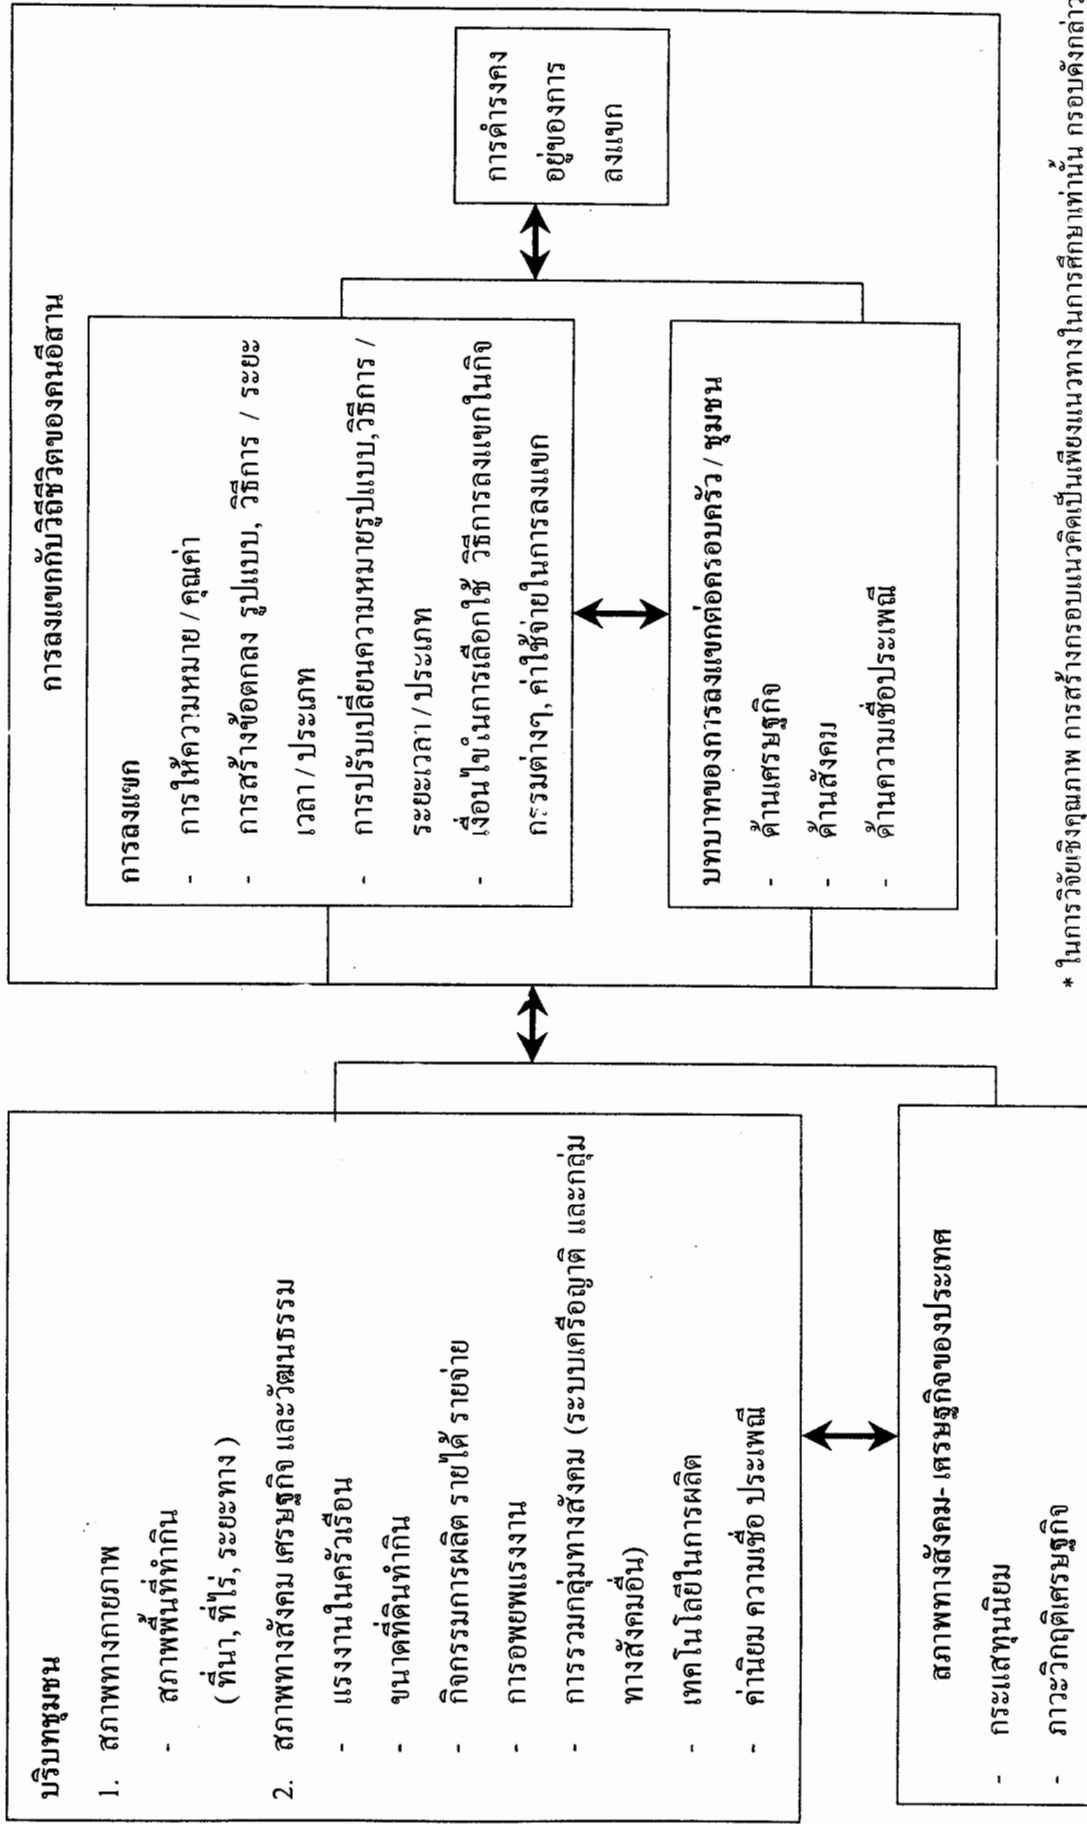 บริบทชุมชน
1. สภาพทางกายภาพ
- สภาพพื้นที่ทำกิน
( ที่นา, ที่ไร่, ระยะทาง )
2. สภาพทางสังคม เศรษฐกิจ และวัฒนธรรม
- แรงงานในครัวเรือน
- ขนาดที่ดินทำกิน
- กิจกรรมการผลิต รายได้ รายจ่าย
- การอพยพแรงงาน
- การรวมกลุ่มทางสังคม (ระบบเครือญาติ และกลุ่ม
ทางสังคมอื่น)
- เทคโนโลยีในการผลิต
- ค่านิยม ความเชื่อ ประเพณี
สภาพทางสังคม- เศรษฐกิจของประเทศ
- กระแสทุนนิยม
- ภาวะวิกฤติเศรษฐกิจ
การลงแขกกับวิถีชีวิตของคนอีสาน
การลงแขก
- การให้ความหมาย / คุณค่า
- การสร้างข้อตกลง รูปแบบ, วิธีการ / ระยะ
เวลา / ประเภท
- การปรับเปลี่ยนความหมายรูปแบบ,วิธีการ /
ระยะเวลา / ประเภท
- เงื่อนไขในการเลือกใช้ วิธีการลงแขกในกิจ
กรรมต่างๆ, ค่าใช้จ่ายในการลงแขก
บทบาทของการลงแขกต่อครอบครัว / ชุมชน
- ด้านเศรษฐกิจ
- ด้านสังคม
- ด้านความเชื่อประเพณี
การดำรงคง
อยู่ของการ
ลงแขก
* ในการวิจัยเชิงคุณภาพ การสร้างกรอบแนวคิดเป็นเพียงแนวทางในการศึกษาเท่านั้น กรอบดังกล่าว